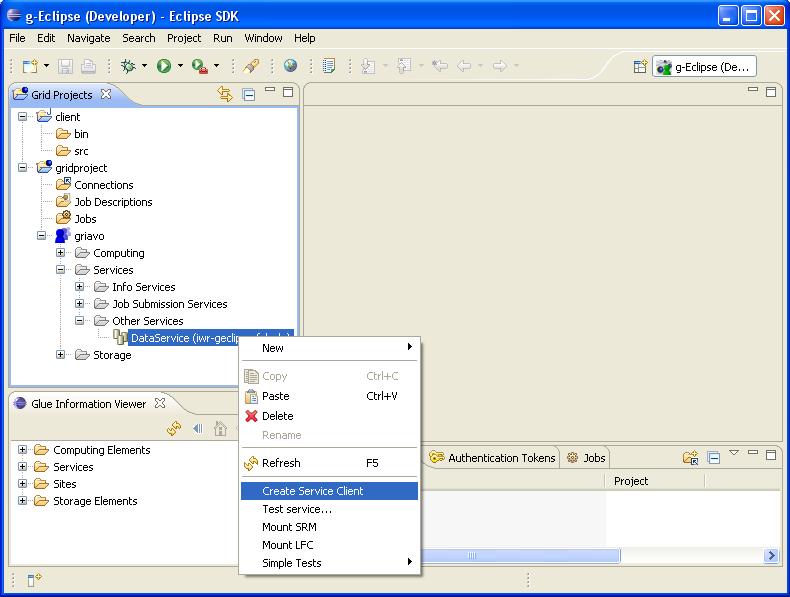 g-Eclipse (Developer) - Eclipse SDK
File Edit Navigate Search Project Run Window Help
g-Eclipse (De...
Grid Projects
client
bin
src
gridproject
Connections
Job Descriptions
Jobs
griavo
Computing
Services
Info Services
Job Submission Services
Other Services
DataService
Storage
New
Copy Ctrl+C
Paste Ctrl+V
Delete
Rename
Refresh F5
Create Service Client
Test service...
Mount SRM
Mount LFC
Simple Tests
Glue Information Viewer
Computing Elements
Services
Sites
Storage Elements
Authentication Tokens
Jobs
Project